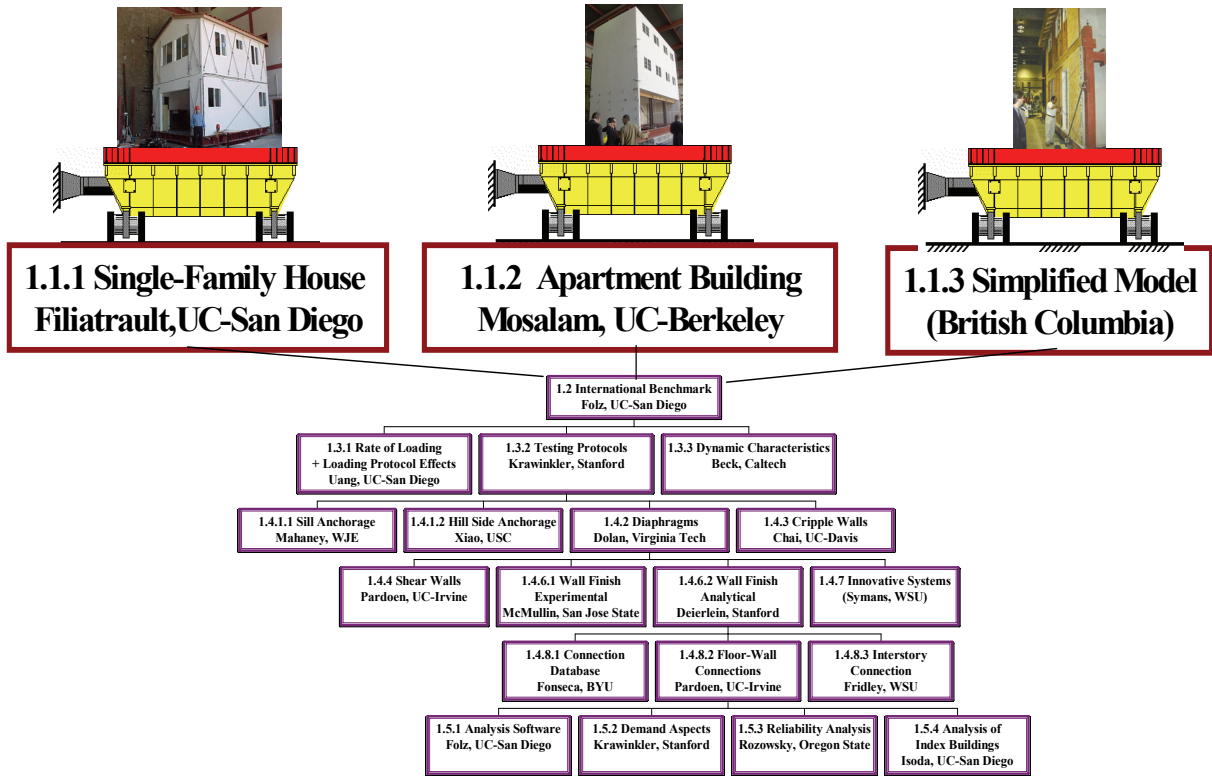 1.1.1 Single-Family House
Filiatrault,UC-San Diego
1.1.2 Apartment Building
Mosalam, UC-Berkeley
1.1.3 Simplified Model
(British Columbia)
1.2 International Benchmark
Folz, UC-San Diego
1.3.1 Rate of Loading
+ Loading Protocol Effects
Uang, UC-San Diego
1.3.2 Testing Protocols
Krawinkler, Stanford
1.3.3 Dynamic Characteristics
Beck, Caltech
1.4.1.1 Sill Anchorage
Mahaney, WJE
1.4.1.2 Hill Side Anchorage
Xiao, USC
1.4.2 Diaphragms
Dolan, Virginia Tech
1.4.3 Cripple Walls
Chai, UC-Davis
1.4.4 Shear Walls
Pardoen, UC-Irvine
1.4.6.1 Wall Finish
Experimental
McMullin, San Jose State
1.4.6.2 Wall Finish
Analytical
Deierlein, Stanford
1.4.7 Innovative Systems
(Symans, WSU)
1.4.8.1 Connection
Database
Fonseca, BYU
1.4.8.2 Floor-Wall
Connections
Pardoen, UC-Irvine
1.4.8.3 Interstory
Connection
Fridley, WSU
1.5.1 Analysis Software
Folz, UC-San Diego
1.5.2 Demand Aspects
Krawinkler, Stanford
1.5.3 Reliability Analysis
Rozowsky, Oregon State
1.5.4 Analysis of
Index Buildings
Isoda, UC-San Diego